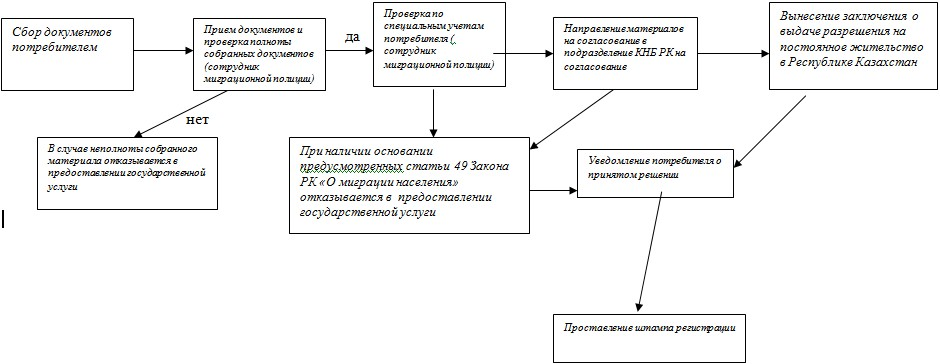 Сбор документов
потребителем
Прием документов и
проверка полноты
собранных документов
(сотрудник
миграционной полиции)
да
Проверка по
специальным учетам
потребителя (
сотрудник
миграционной полиции)
Направление материалов
на согласование в
подразделение КНБ РК на
согласование
Вынесение заключения о
выдаче разрешения на
постоянное жительство
в Республике Казахстан
нет
В случае неполноты собранного
материала отказывается в
предоставлении государственной
услуги
При наличии основании
предусмотренных статьи 49 Закона
РК «О миграции населения»
отказывается в предоставлении
государственной услуги
Уведомление потребителя о
принятом решении
Проставление штампа регистрации